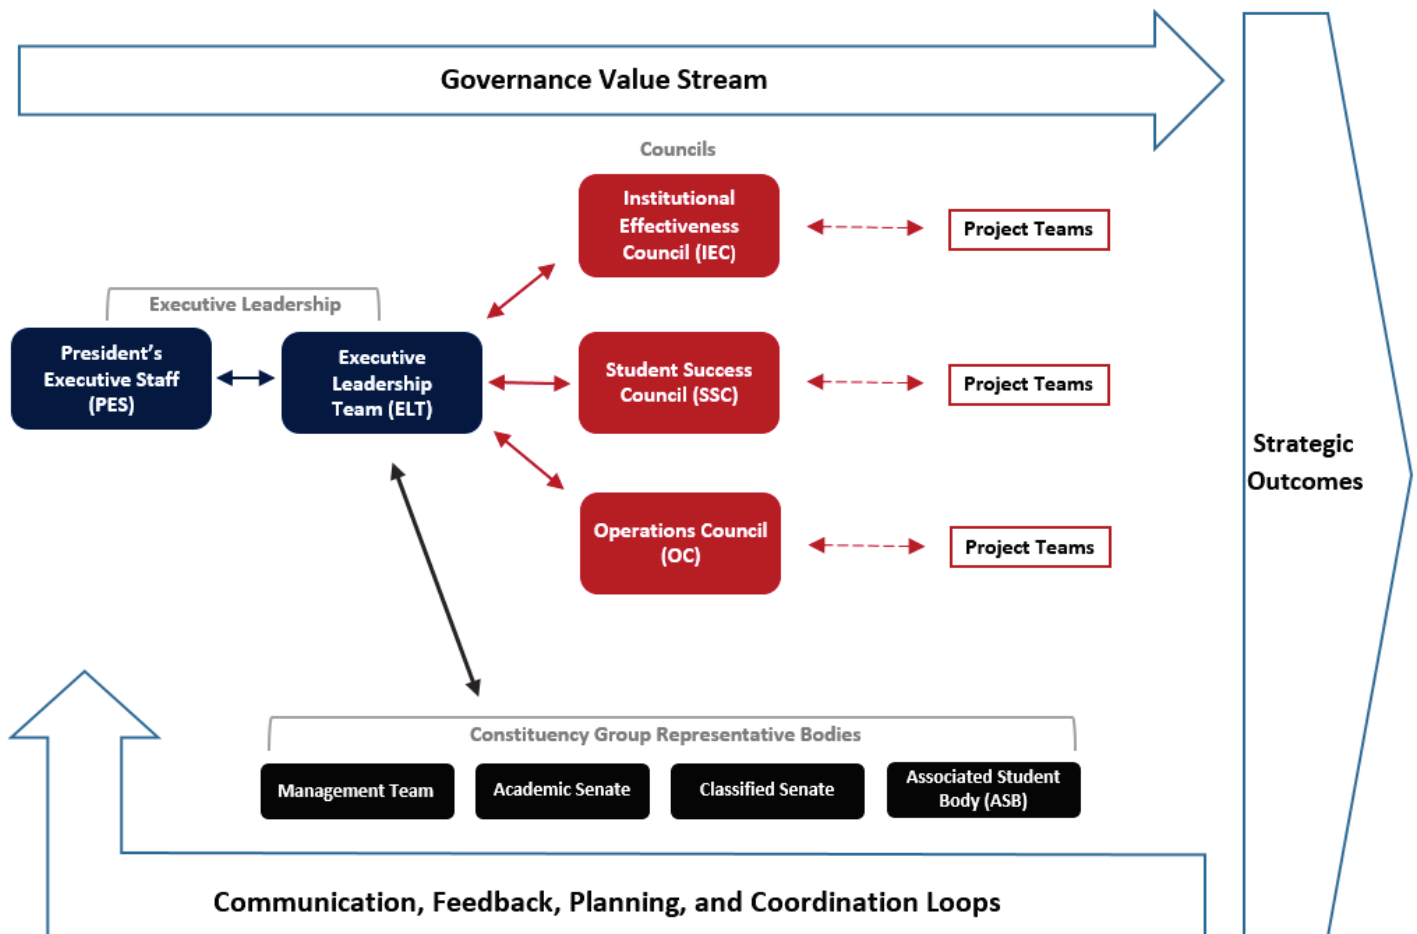 Governance Value Stream
Councils
Institutional
Effectiveness
Council (IEC)
Project Teams
Executive Leadership
President’s
Executive Staff
(PES)
Executive
Leadership
Team (ELT)
Student Success
Council (SSC)
Project Teams
Strategic
Outcomes
Operations Council
(OC)
Project Teams
Constituency Group Representative Bodies
Management Team
Academic Senate
Classified Senate
Associated Student
Body (ASB)
Communication, Feedback, Planning, and Coordination Loops